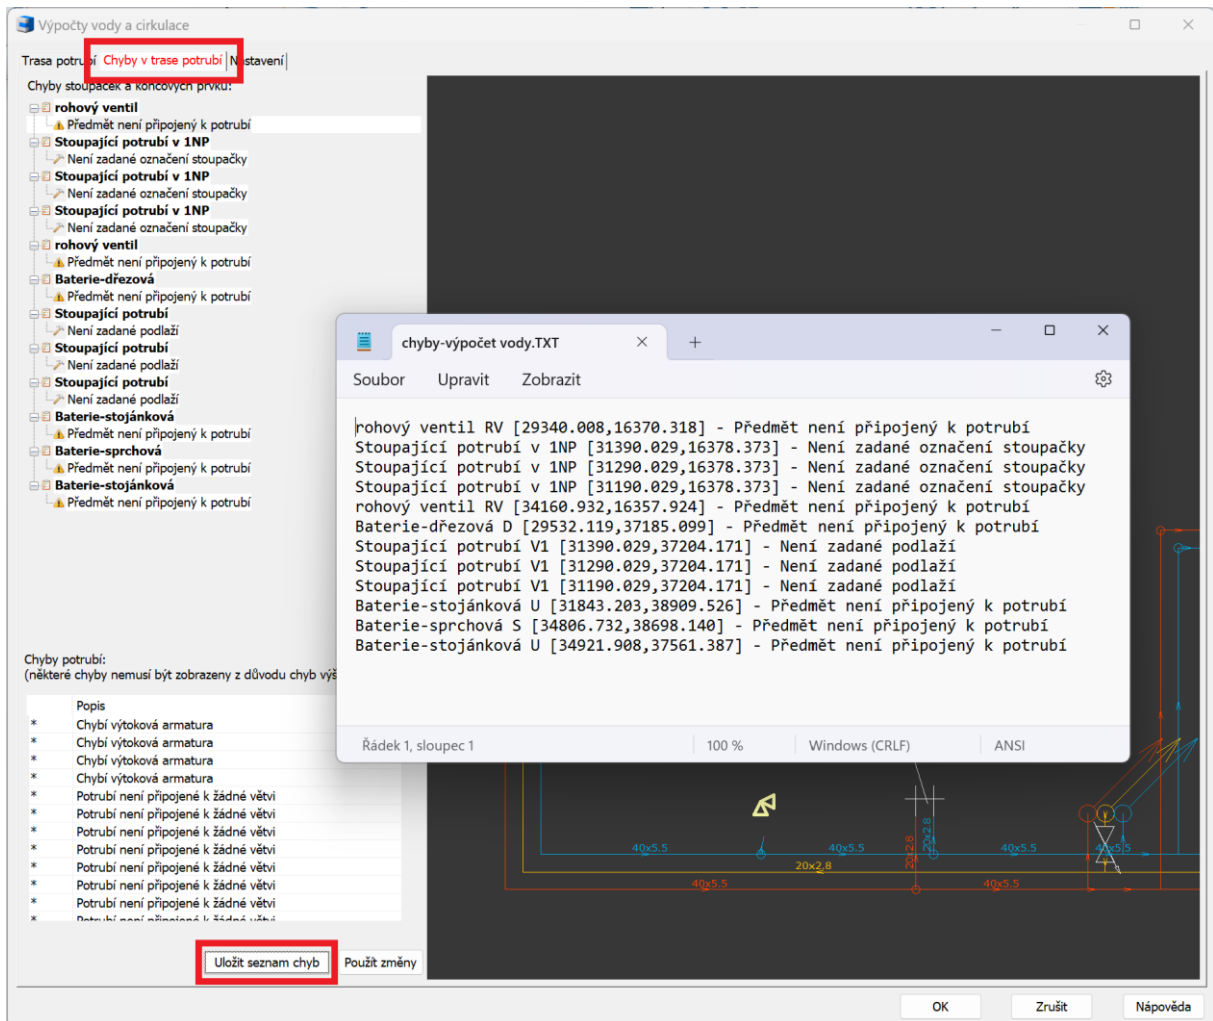 Výpočty vody a cirkulace
Trasa potrubí
Chyby v trase potrubí
Nastavení
Chyby stoupaček a koncových prvků:
rohový ventil
Předmět není připojený k potrubí
Stoupající potrubí v 1NP
Není zadané označení stoupačky
Stoupající potrubí v 1NP
Není zadané označení stoupačky
Stoupající potrubí v 1NP
Není zadané označení stoupačky
rohový ventil
Předmět není připojený k potrubí
Baterie-dřezová
Předmět není připojený k potrubí
Stoupající potrubí
Není zadané podlaží
Stoupající potrubí
Není zadané podlaží
Stoupající potrubí
Není zadané podlaží
Baterie-stojánková
Předmět není připojený k potrubí
Baterie-sprchová
Předmět není připojený k potrubí
Baterie-stojánková
Předmět není připojený k potrubí
chyby-výpočet vody.TXT
Soubor Upravit Zobrazit
rohový ventil RV [29340.008,16370.318] - Předmět není připojený k potrubí
Stoupající potrubí v 1NP [31390.029,16378.373] - Není zadané označení stoupačky
Stoupající potrubí v 1NP [31290.029,16378.373] - Není zadané označení stoupačky
Stoupající potrubí v 1NP [31190.029,16378.373] - Není zadané označení stoupačky
rohový ventil RV [34160.932,16357.924] - Předmět není připojený k potrubí
Baterie-dřezová D [29532.119,37185.099] - Předmět není připojený k potrubí
Stoupající potrubí V1 [31390.029,37204.171] - Není zadané podlaží
Stoupající potrubí V1 [31290.029,37204.171] - Není zadané podlaží
Stoupající potrubí V1 [31190.029,37204.171] - Není zadané podlaží
Baterie-stojánková U [31843.203,38909.526] - Předmět není připojený k potrubí
Baterie-sprchová S [34806.732,38698.140] - Předmět není připojený k potrubí
Baterie-stojánková U [34921.908,37561.387] - Předmět není připojený k potrubí
Řádek 1, sloupec 1 100 % Windows (CRLF) ANSI
Chyby potrubí:
(některé chyby nemusí být zobrazeny z důvodu chyb výš
Popis
* Chybí výtoková armatura
* Chybí výtoková armatura
* Chybí výtoková armatura
* Chybí výtoková armatura
* Potrubí není připojené k žádné větvi
* Potrubí není připojené k žádné větvi
* Potrubí není připojené k žádné větvi
* Potrubí není připojené k žádné větvi
* Potrubí není připojené k žádné větvi
* Potrubí není připojené k žádné větvi
* Potrubí není připojené k žádné větvi
* Potrubí není připojené k žádné větvi
40x5.5 40x5.5 40x5.5 40x5.5
20x2.8
20x2.8
20x2.8
40x5.5 40x5.5
Uložit seznam chyb
Použít změny
OK Zrušit Nápověda